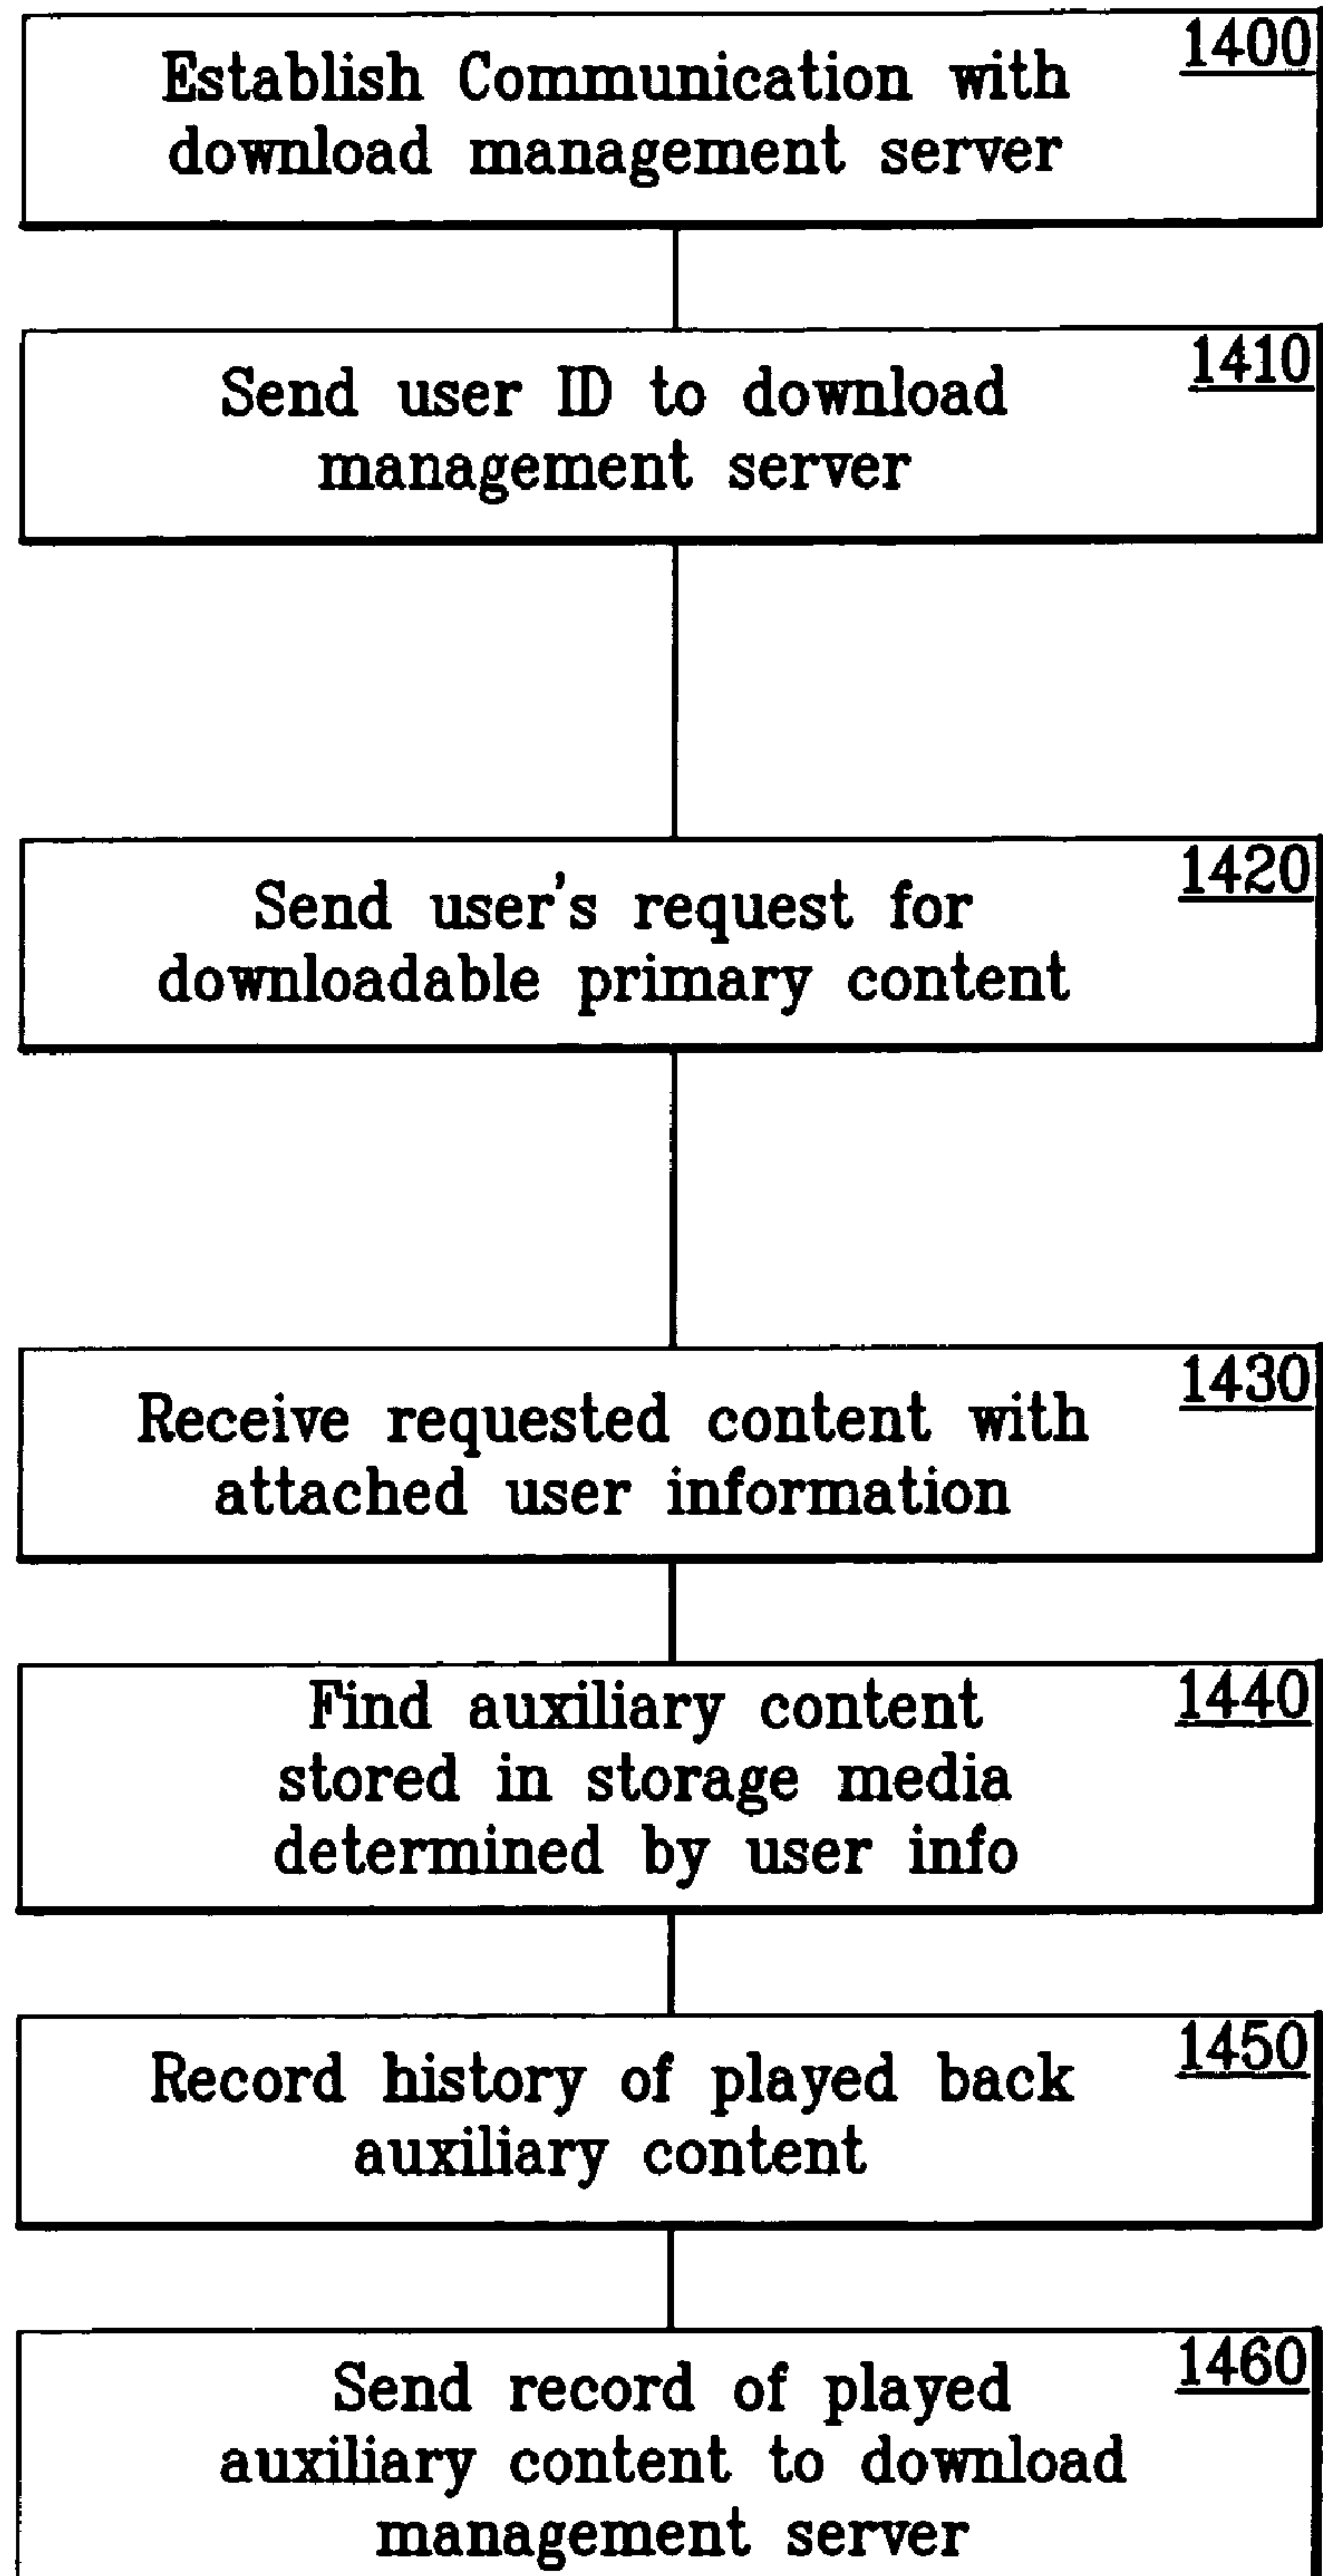 1400
Establish Communication with
download management server
1410
Send user ID to download
management server
1420
Send user's request for
downloadable primary content
1430
Receive requested content with
attached user information
1440
Find auxiliary content
stored in storage media
determined by user info
1450
Record history of played back
auxiliary content
1460
Send record of played
auxiliary content to download
management server